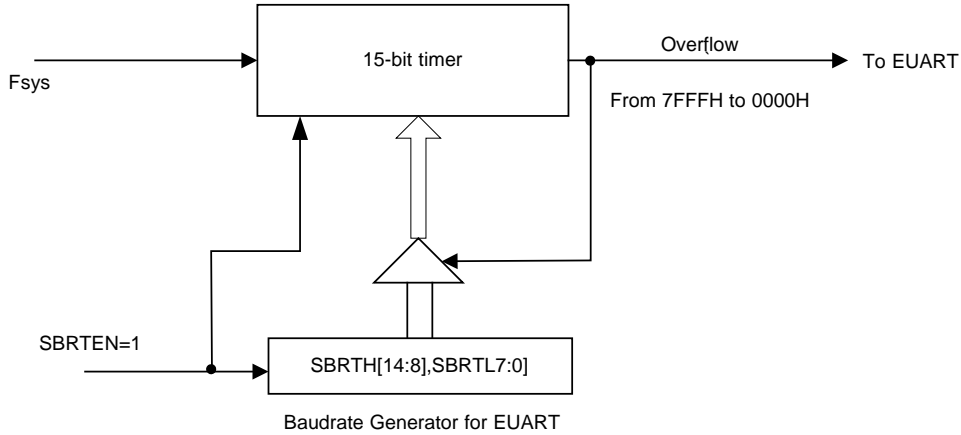 15-bit timer
Overflow
To EUART
Fsys
From 7FFFH to 0000H
SBRTEN=1
SBRTH[14:8],SBRTL7:0]
Baudrate Generator for EUART